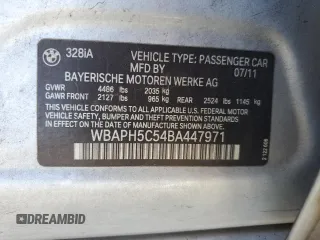 328iA VEHICLE TYPE: PASSENGER CAR
07/11
BAYERISCHE MOTOREN WERKE AG
GVWR 4486 lbs 2035 kg
GAWR FRONT 2127 lbs 965 kg REAR 2524 lbs 1145 kg
THIS VEHICLE CONFORMS TO ALL APPLICABLE FEDERAL MOTOR
VEHICLE SAFETY, BUMPER, AND THEFT PREVENTION STANDARDS
IN EFFECT ON THE DATE OF MANUFACTURE SHOWN ABOVE.
WBAPH5C54BA447971
DREAMBID